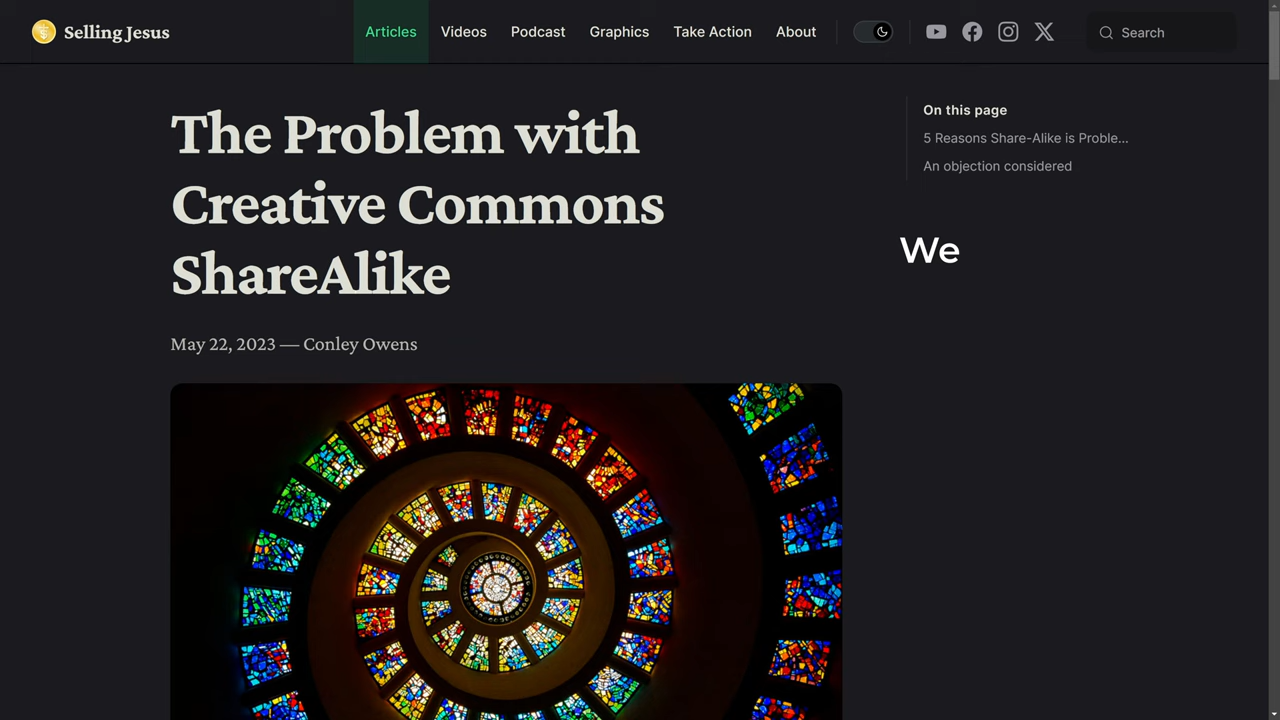 Selling Jesus
Articles
Videos
Podcast
Graphics
Take Action
About
Search
The Problem with
Creative Commons
ShareAlike
May 22, 2023 — Conley Owens
On this page
5 Reasons Share-Alike is Proble...
An objection considered
We